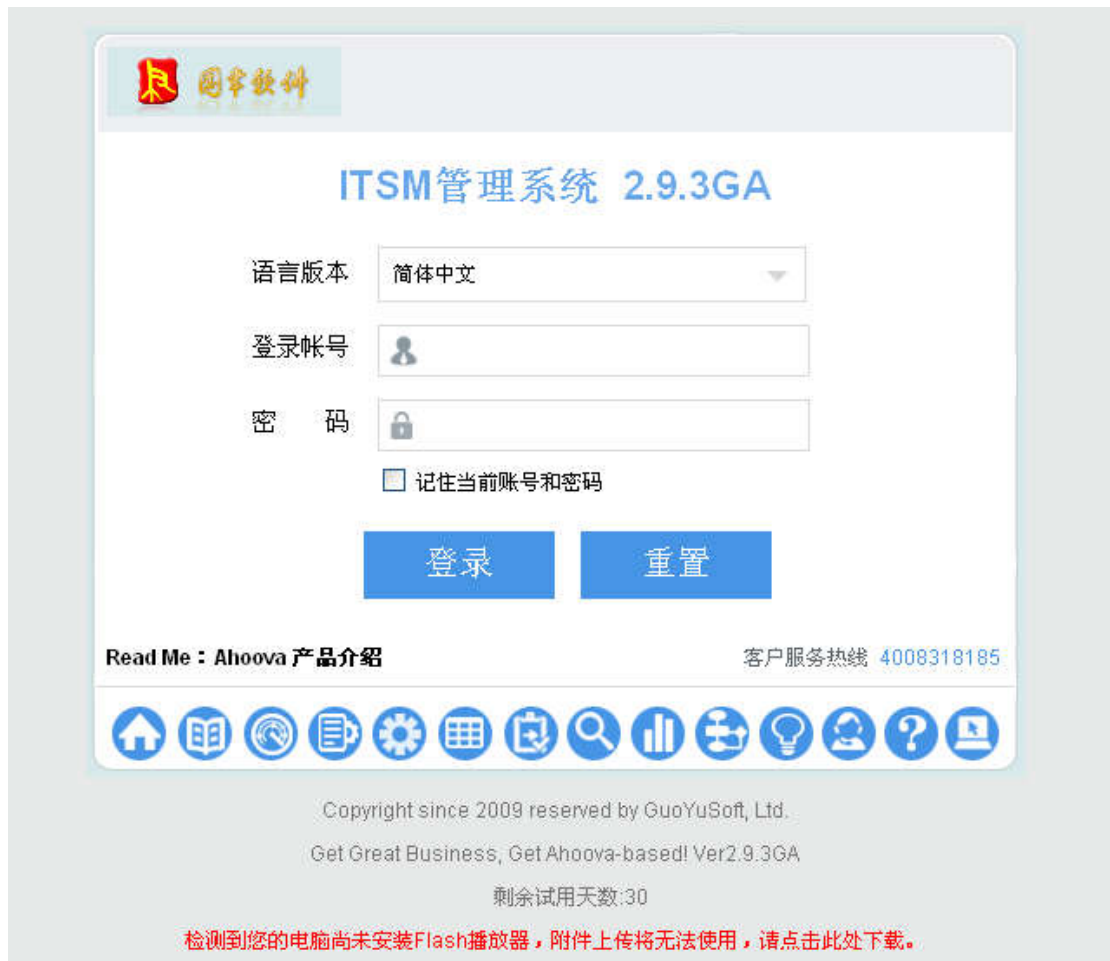 国宇软件
ITSM管理系统 2.9.3GA
语言版本 简体中文
登录帐号
密 码
记住当前账号和密码
登录 重置
Read Me：Ahoova 产品介绍 客户服务热线 4008318185
Copyright since 2009 reserved by GuoYuSoft, Ltd.
Get Great Business, Get Ahoova-based! Ver2.9.3GA
剩余试用天数:30
检测到您的电脑尚未安装Flash播放器，附件上传将无法使用，请点击此处下载。